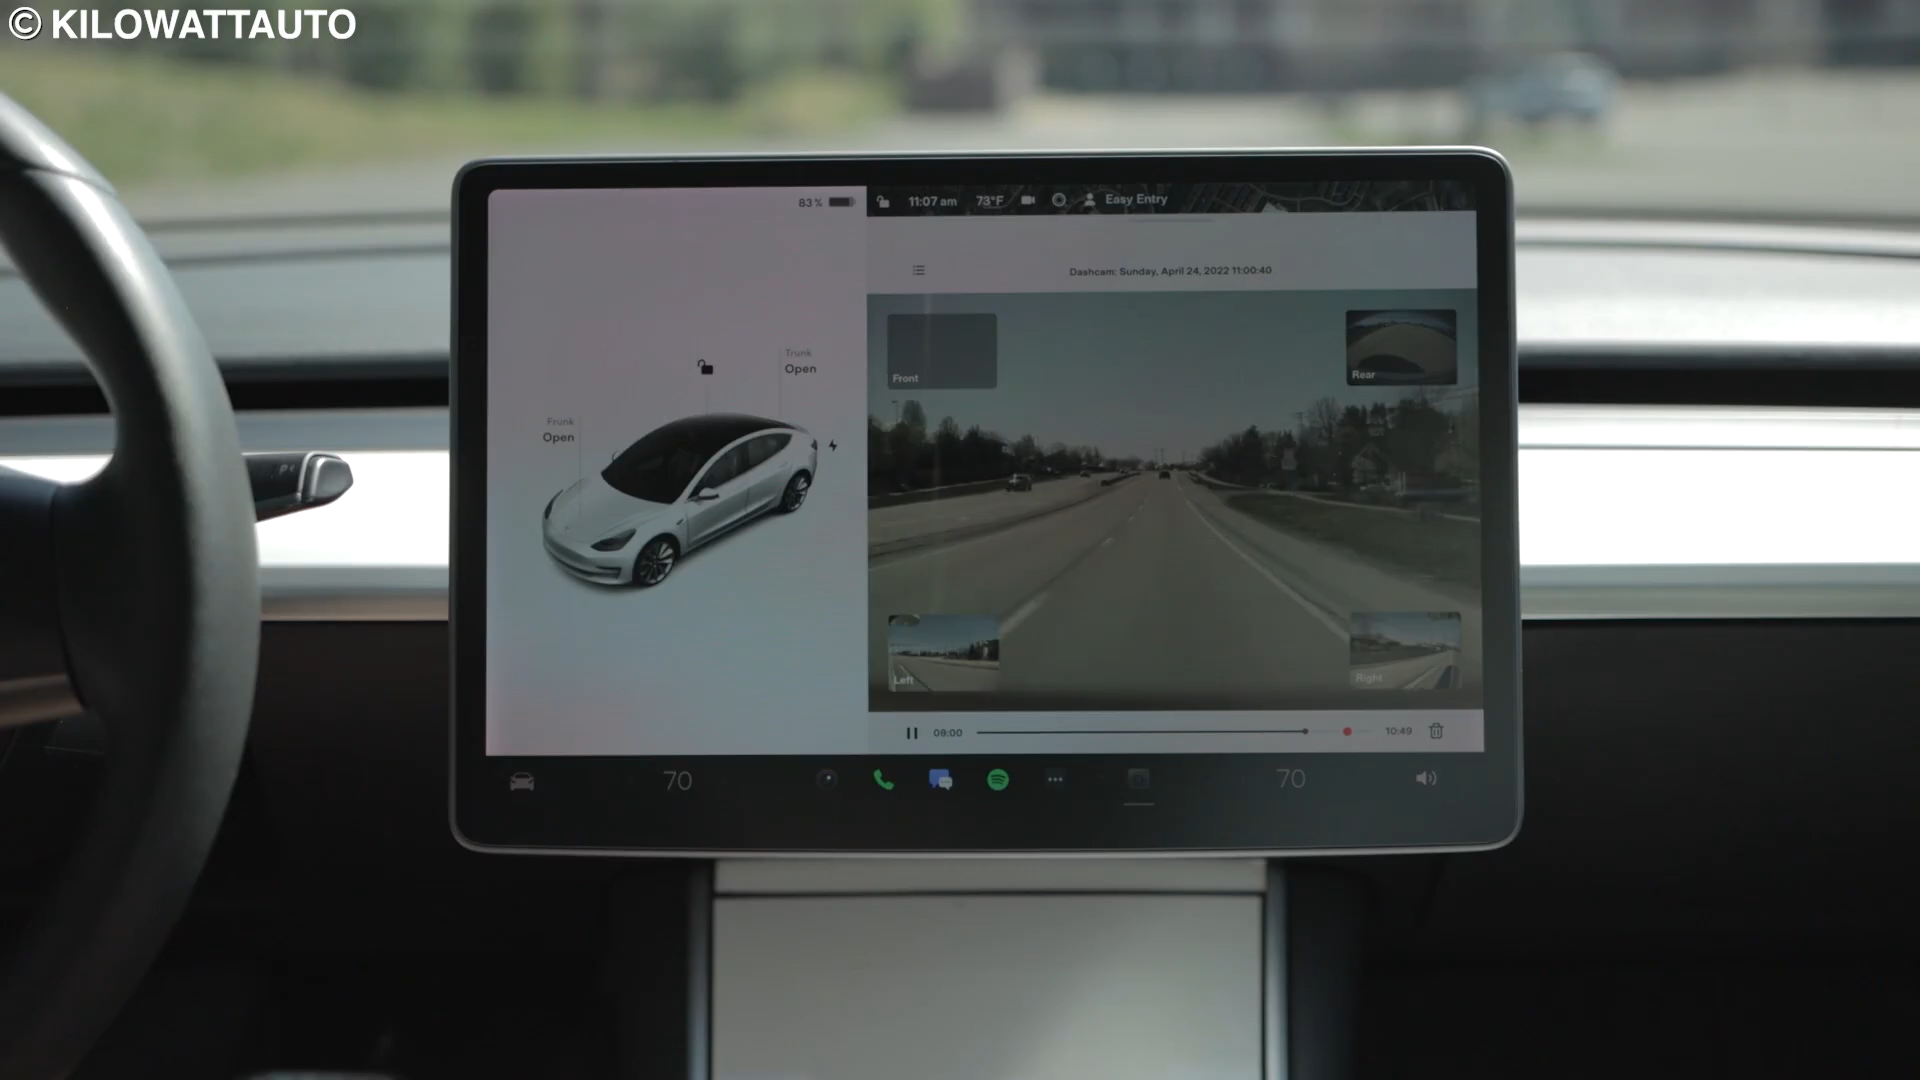 © KILOWATTAUTO
83%
11:07 am 73°F Easy Entry
Dashcam: Sunday, April 24, 2022 11:00:40
Trunk
Open
Frunk
Open
Front
Rear
Left
Right
09:00
10:49
P
70
70